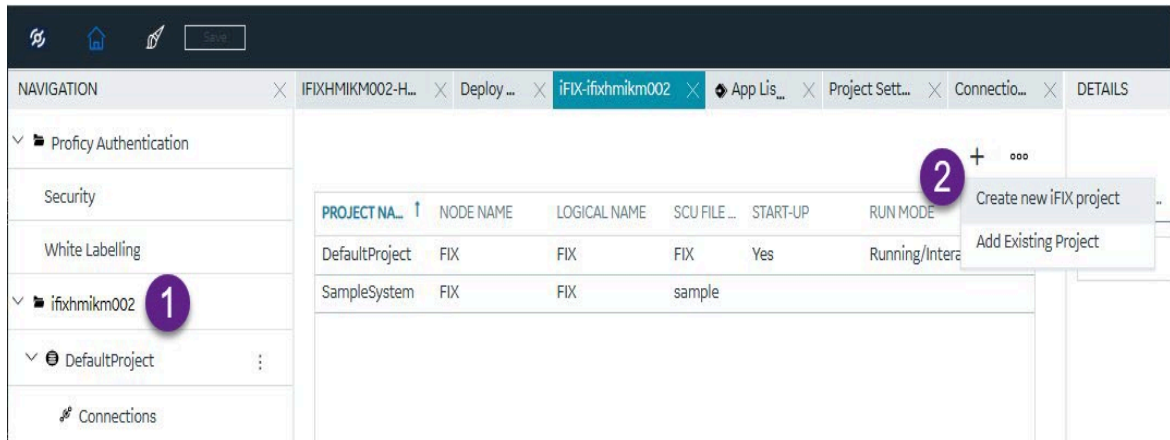 Save
NAVIGATION
IFIXHMIKM002-H...
Deploy ...
iFIX-ifixhmikm002
App Lis...
Project Sett...
Connectio...
DETAILS
Proficy Authentication
Security
White Labelling
1
ifixhmikm002
DefaultProject
Connections
2
Create new iFIX project
Add Existing Project
PROJECT NA... NODE NAME LOGICAL NAME SCU FILE ... START-UP RUN MODE
DefaultProject FIX FIX FIX Yes Running/Intera
SampleSystem FIX FIX sample